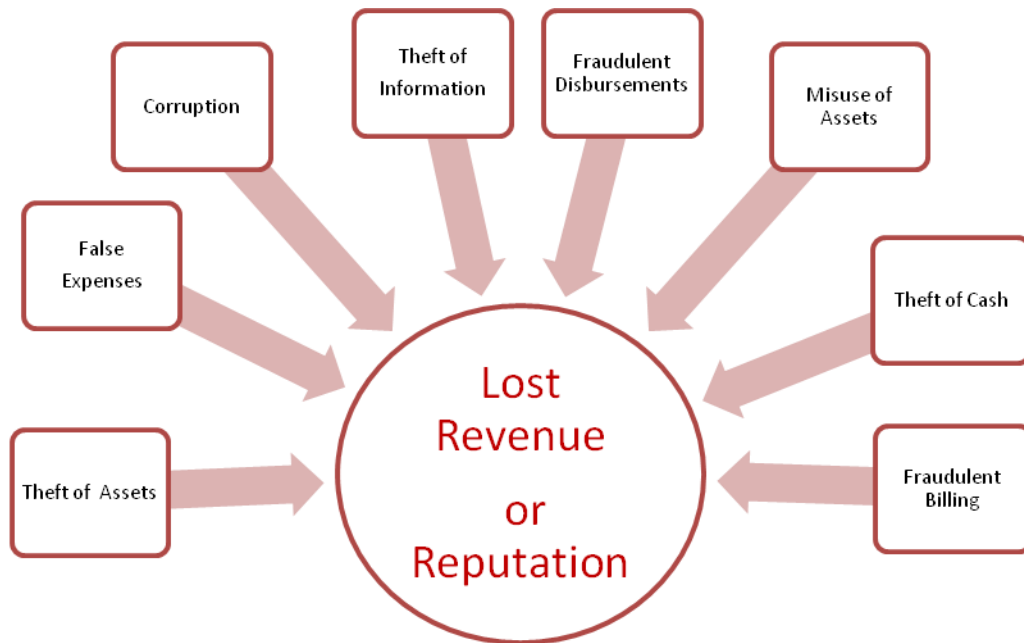 Theft of
Information
Fraudulent
Disbursements
Corruption
Misuse of
Assets
False
Expenses
Theft of Cash
Lost
Revenue
or
Reputation
Theft of Assets
Fraudulent
Billing